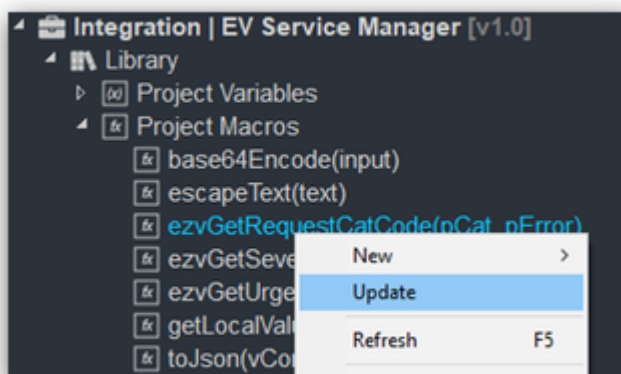 Integration | EV Service Manager [v1.0]
Library
Project Variables
Project Macros
base64Encode(input)
escapeText(text)
ezvGetRequestCatCode(pCat, pError)
ezvGetSeve
New
ezvGetUrge
Update
getLocalVal
Refresh F5
toJson(vCo